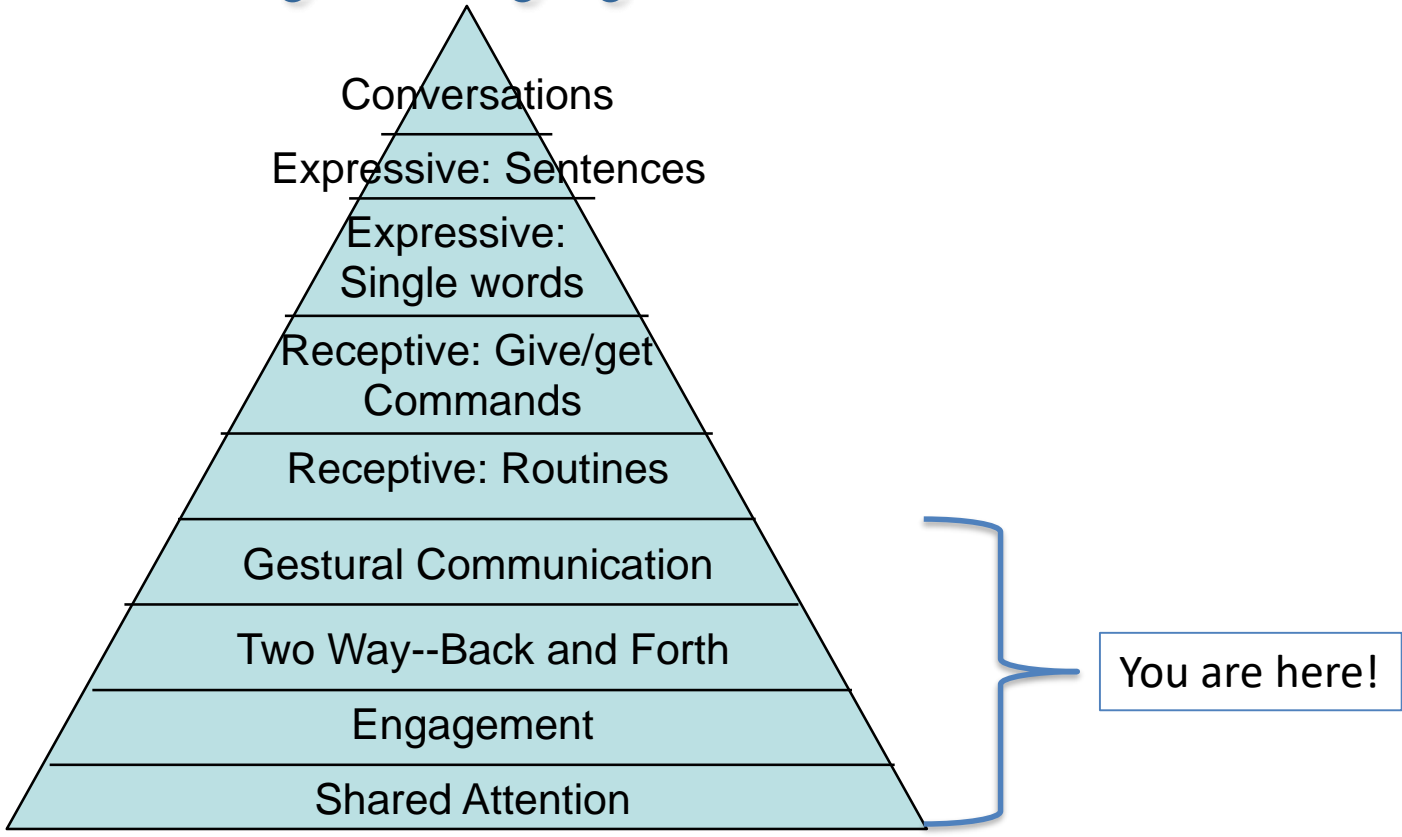 Conversations
Expressive: Sentences
Expressive:
Single words
Receptive: Give/get
Commands
Receptive: Routines
Gestural Communication
Two Way--Back and Forth
Engagement
Shared Attention
You are here!